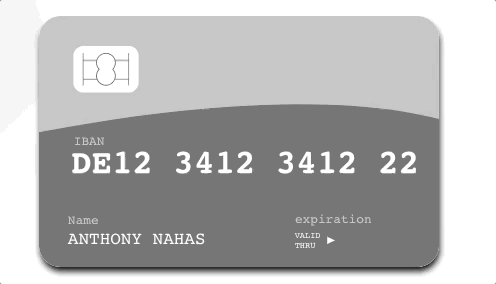 IBAN
DE12 3412 3412 22
Name
ANTHONY NAHAS
expiration
VALID
THRU